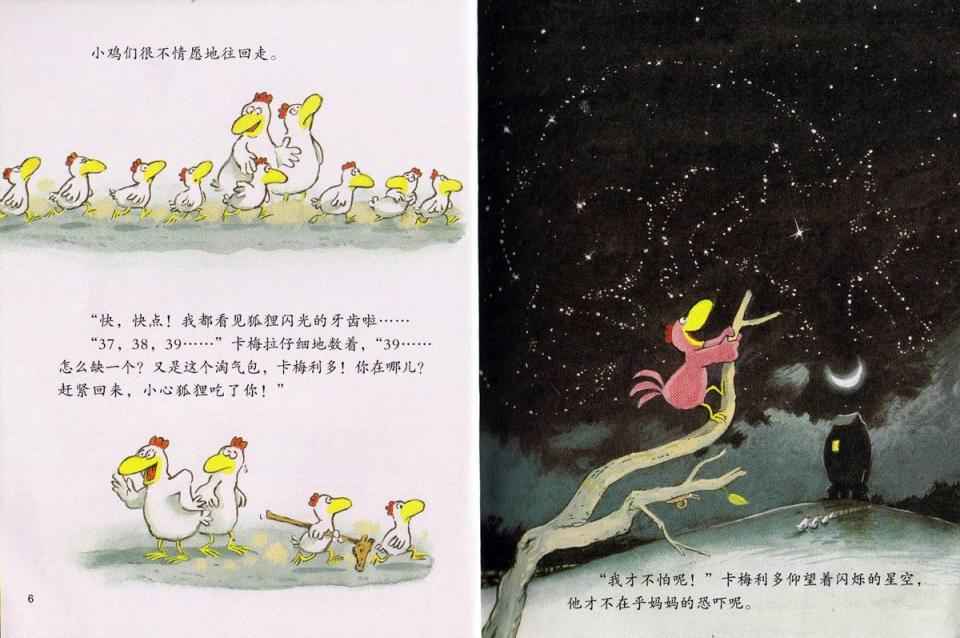 小鸡们很不情愿地往回走。
“快，快点！我都看见狐狸闪光的牙齿啦……
“37，38，39……”卡梅拉仔细地数着，“39……
怎么缺一个？又是这个淘气包，卡梅利多！你在哪儿？
赶紧回来，小心狐狸吃了你！”
6
“我才不怕呢！”卡梅利多仰望着闪烁的星空，
他才不在乎妈妈的恐吓呢。